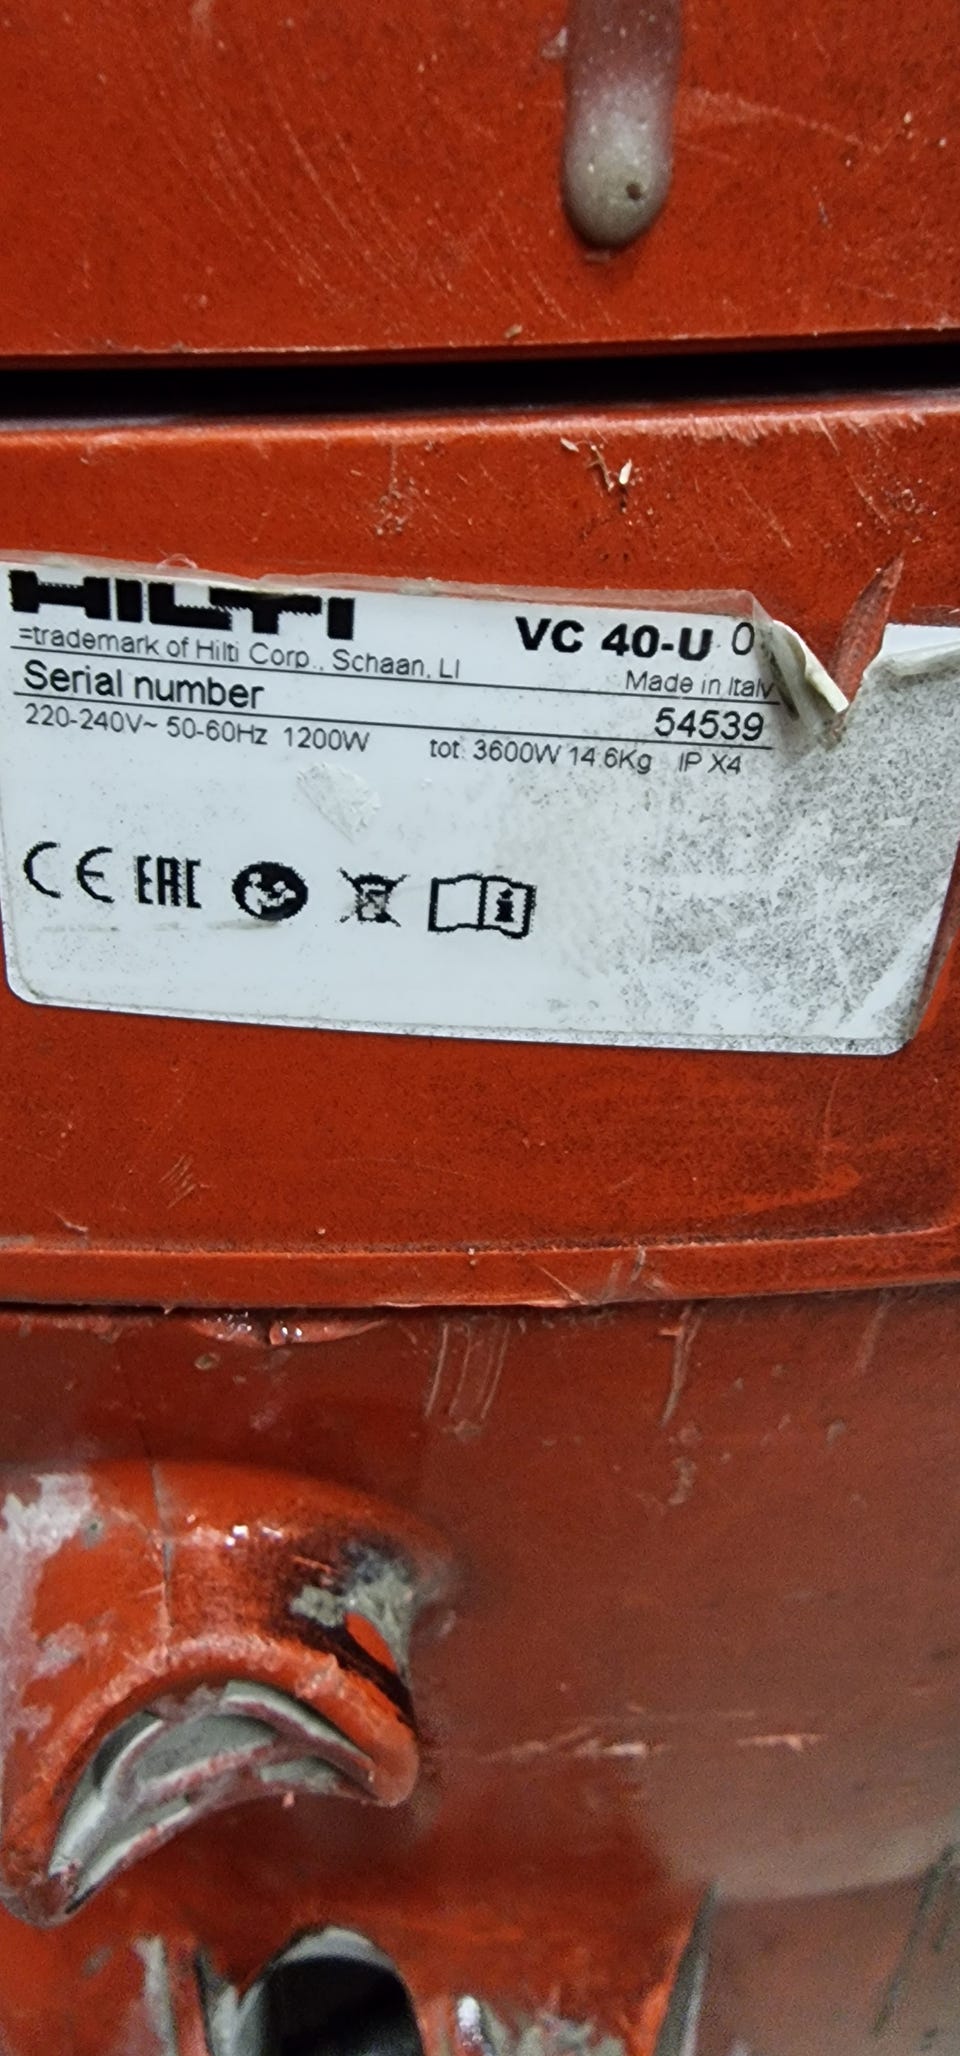 HILTI
VC 40-U
=trademark of Hilti Corp., Schaan, LI
Made in Italy
Serial number
54539
220-240V~ 50-60Hz 1200W tot: 3600W 14.6Kg IP X4
CE EAC